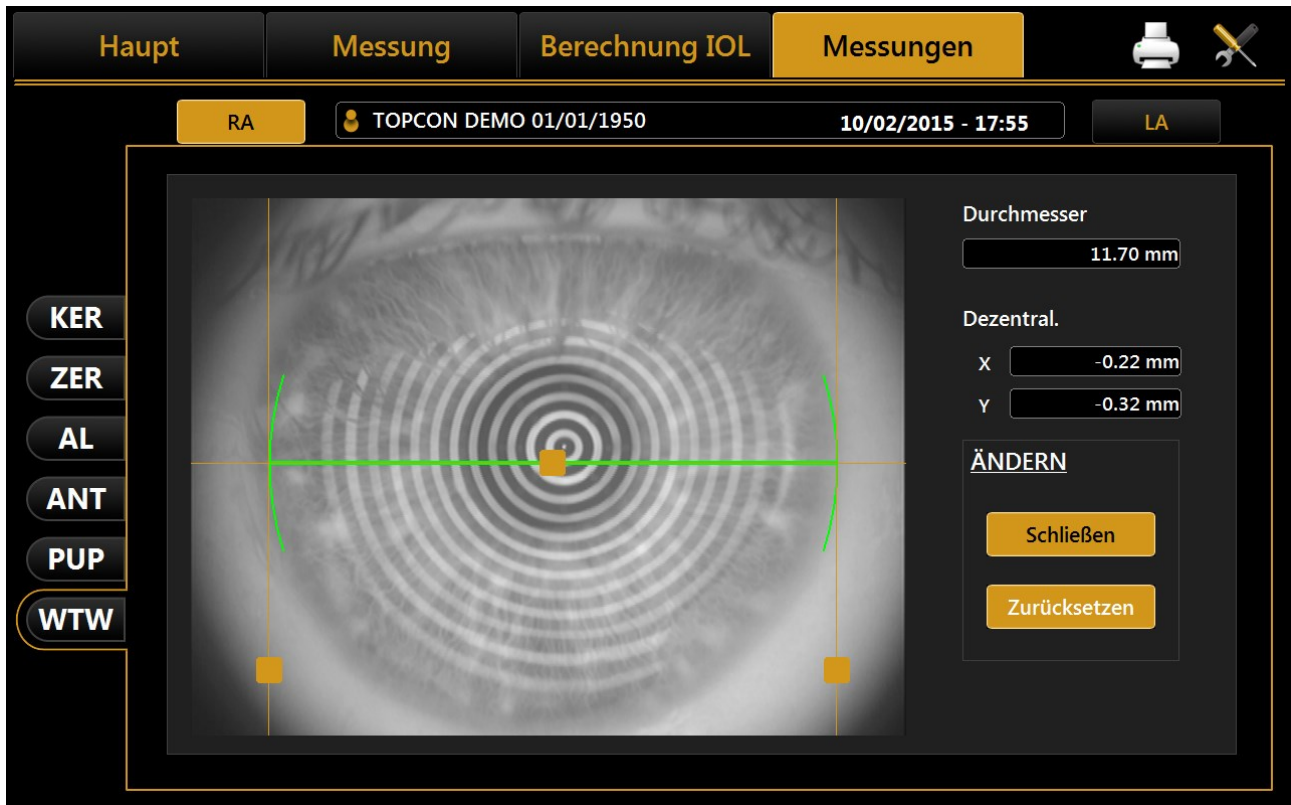 Haupt Messung Berechnung IOL Messungen
RA TOPCON DEMO 01/01/1950 10/02/2015 - 17:55 LA
Durchmesser
11.70 mm
Dezentral.
X -0.22 mm
Y -0.32 mm
ÄNDERN
Schließen
Zurücksetzen
KER
ZER
AL
ANT
PUP
WTW